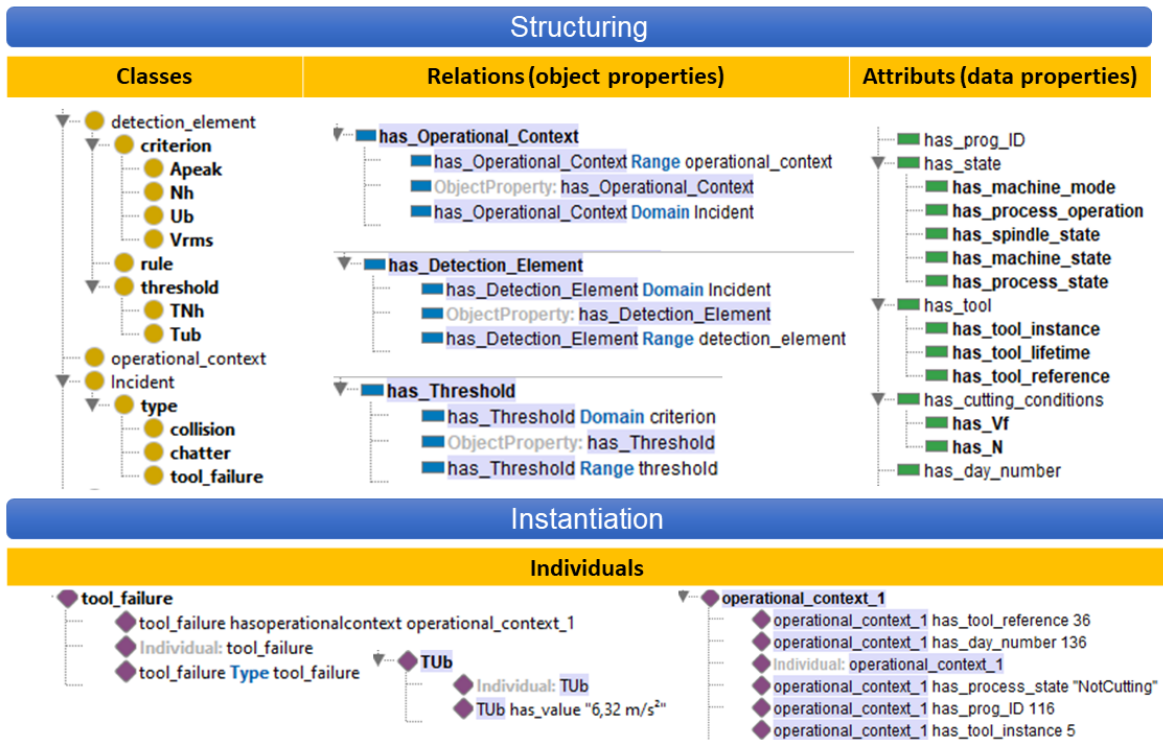 Structuring
Classes
Relations (object properties)
Attributs (data properties)
detection_element
criterion
Apeak
Nh
Ub
Vrms
rule
threshold
TNh
Tub
operational_context
Incident
type
collision
chatter
tool_failure
has_Operational_Context
has_Operational_Context Range operational_context
ObjectProperty: has_Operational_Context
has_Operational_Context Domain Incident
has_Detection_Element
has_Detection_Element Domain Incident
ObjectProperty: has_Detection_Element
has_Detection_Element Range detection_element
has_Threshold
has_Threshold Domain criterion
ObjectProperty: has_Threshold
has_Threshold Range threshold
has_prog_ID
has_state
has_machine_mode
has_process_operation
has_spindle_state
has_machine_state
has_process_state
has_tool
has_tool_instance
has_tool_lifetime
has_tool_reference
has_cutting_conditions
has_Vf
has_N
has_day_number
Instantiation
Individuals
tool_failure
tool_failure hasoperationalcontext operational_context_1
Individual: tool_failure
tool_failure Type tool_failure
TUb
Individual: TUb
TUb has_value "6,32 m/s²"
operational_context_1
operational_context_1 has_tool_reference 36
operational_context_1 has_day_number 136
Individual: operational_context_1
operational_context_1 has_process_state "NotCutting"
operational_context_1 has_prog_ID 116
operational_context_1 has_tool_instance 5